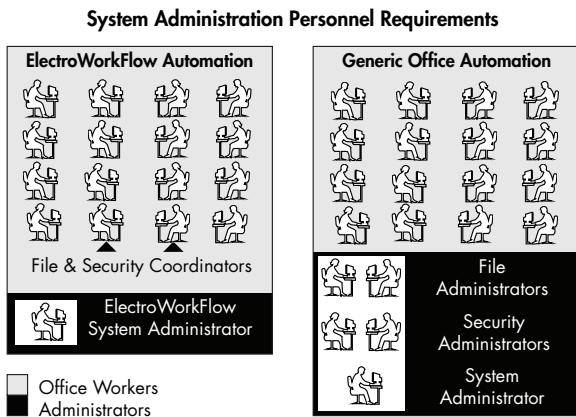 System Administration Personnel Requirements
ElectroWorkFlow Automation
File & Security Coordinators
ElectroWorkFlow
System Administrator
Generic Office Automation
File
Administrators
Security
Administrators
System
Administrator
Office Workers
Administrators